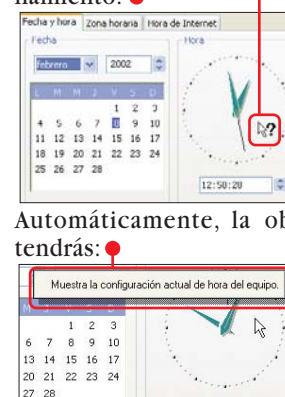 namiento:
Fecha y hora Zona horaria Hora de Internet
Fecha Hora
febrero 2002
L M M J V S D
1 2 3
4 5 6 7 8 9 10
11 12 13 14 15 16 17
18 19 20 21 22 23 24
25 26 27 28
12:50:28
Automáticamente, la ob
tendrás:
Muestra la configuración actual de hora del equipo.
1 2 3
6 7 8 9 10
13 14 15 16 17
20 21 22 23 24
27 28